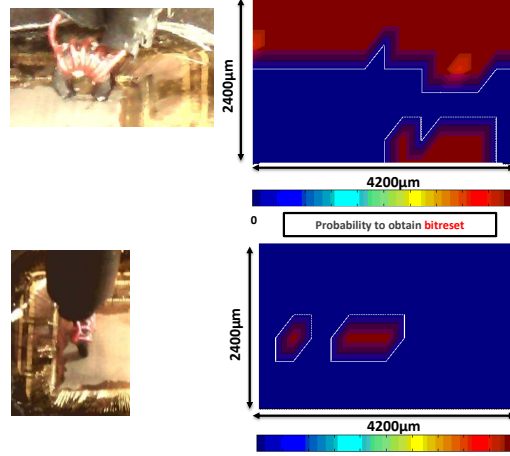 2400µm
4200µm
0
Probability to obtain bitreset
2400µm
4200µm